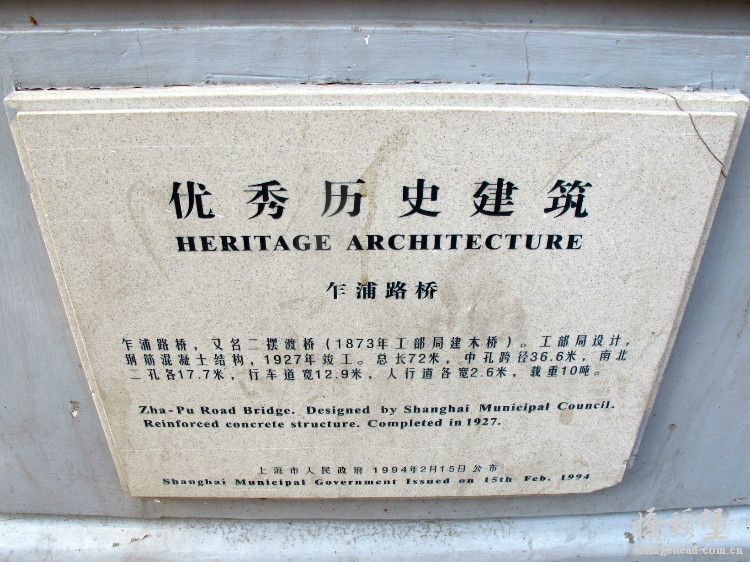 优秀历史建筑
HERITAGE ARCHITECTURE
乍浦路桥
乍浦路桥，又名二摆渡桥（1873年工部局建木桥）。工部局设计，
钢筋混凝土结构，1927年竣工。总长72米，中孔跨径36.6米，南北
二孔各17.7米，行车道宽12.9米，人行道各宽2.6米，载重10吨。
Zha-Pu Road Bridge. Designed by Shanghai Municipal Council.
Reinforced concrete structure. Completed in 1927.
上海市人民政府 1994年2月15日 公布
Shanghai Municipal Government Issued on 15th Feb. 1994
桥头堡
Bridgehead.com.cn